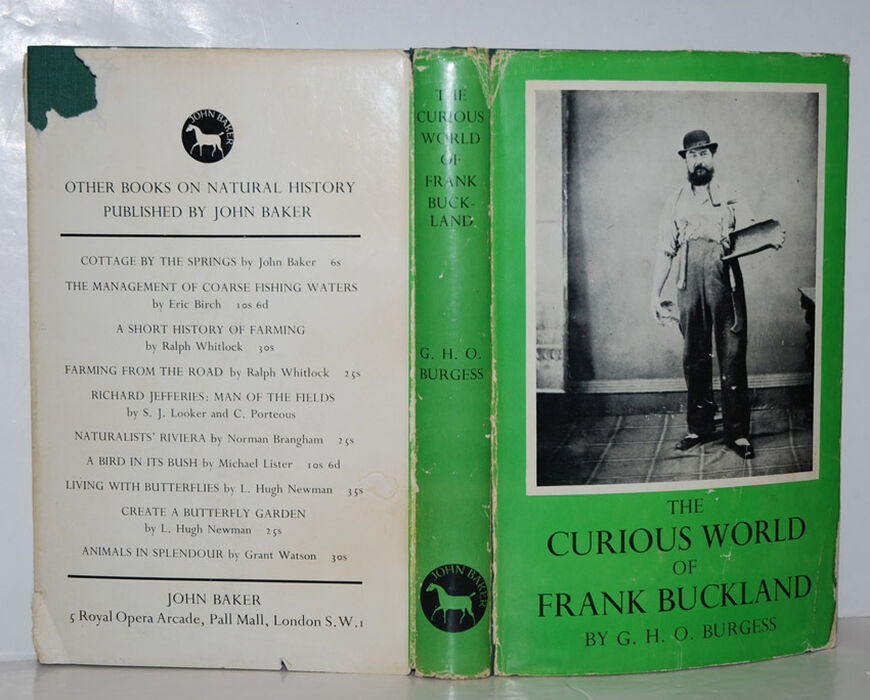 JOHN BAKER
OTHER BOOKS ON NATURAL HISTORY
PUBLISHED BY JOHN BAKER
COTTAGE BY THE SPRINGS by John Baker 6s
THE MANAGEMENT OF COARSE FISHING WATERS
by Eric Birch 10s 6d
A SHORT HISTORY OF FARMING
by Ralph Whitlock 30s
FARMING FROM THE ROAD by Ralph Whitlock 25s
RICHARD JEFFERIES: MAN OF THE FIELDS
by S. J. Looker and C. Porteous
NATURALISTS' RIVIERA by Norman Brangham 25s
A BIRD IN ITS BUSH by Michael Lister 10s 6d
LIVING WITH BUTTERFLIES by L. Hugh Newman 35s
CREATE A BUTTERFLY GARDEN
by L. Hugh Newman 25s
ANIMALS IN SPLENDOUR by Grant Watson 30s
JOHN BAKER
5 Royal Opera Arcade, Pall Mall, London S.W.1
THE
CURIOUS
WORLD
OF
FRANK
BUCK-
LAND
G. H. O.
BURGESS
JOHN BAKER
THE
CURIOUS WORLD
OF
FRANK BUCKLAND
BY G. H. O. BURGESS